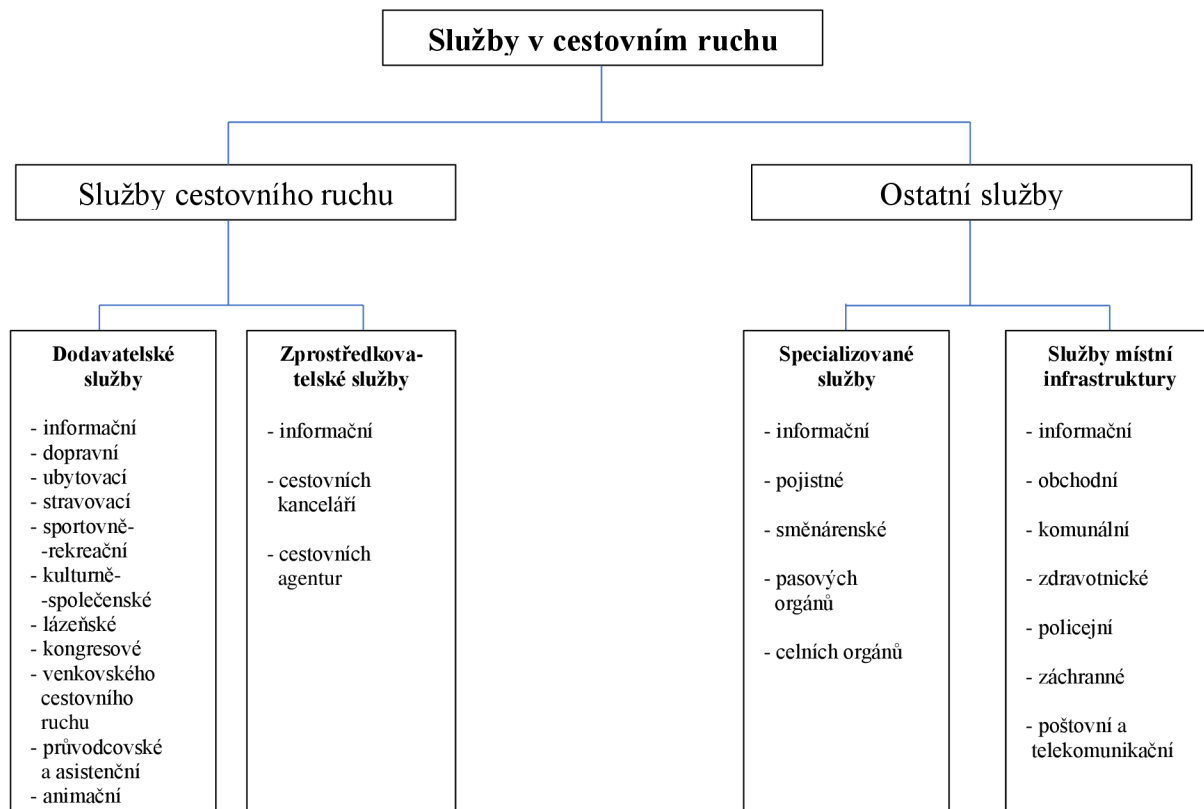 Služby v cestovním ruchu
Služby cestovního ruchu
Ostatní služby
Dodavatelské
služby
- informační
- dopravní
- ubytovací
- stravovací
- sportovně-
-rekreační
- kulturně-
-společenské
- lázeňské
- kongresové
- venkovského
cestovního
ruchu
- průvodcovské
a asistenční
- animační
Zprostředkova-
telské služby
- informační
- cestovních
kanceláří
- cestovních
agentur
Specializované
služby
- informační
- pojistné
- směnárenské
- pasových
orgánů
- celních orgánů
Služby místní
infrastruktury
- informační
- obchodní
- komunální
- zdravotnické
- policejní
- záchranné
- poštovní a
telekomunikační